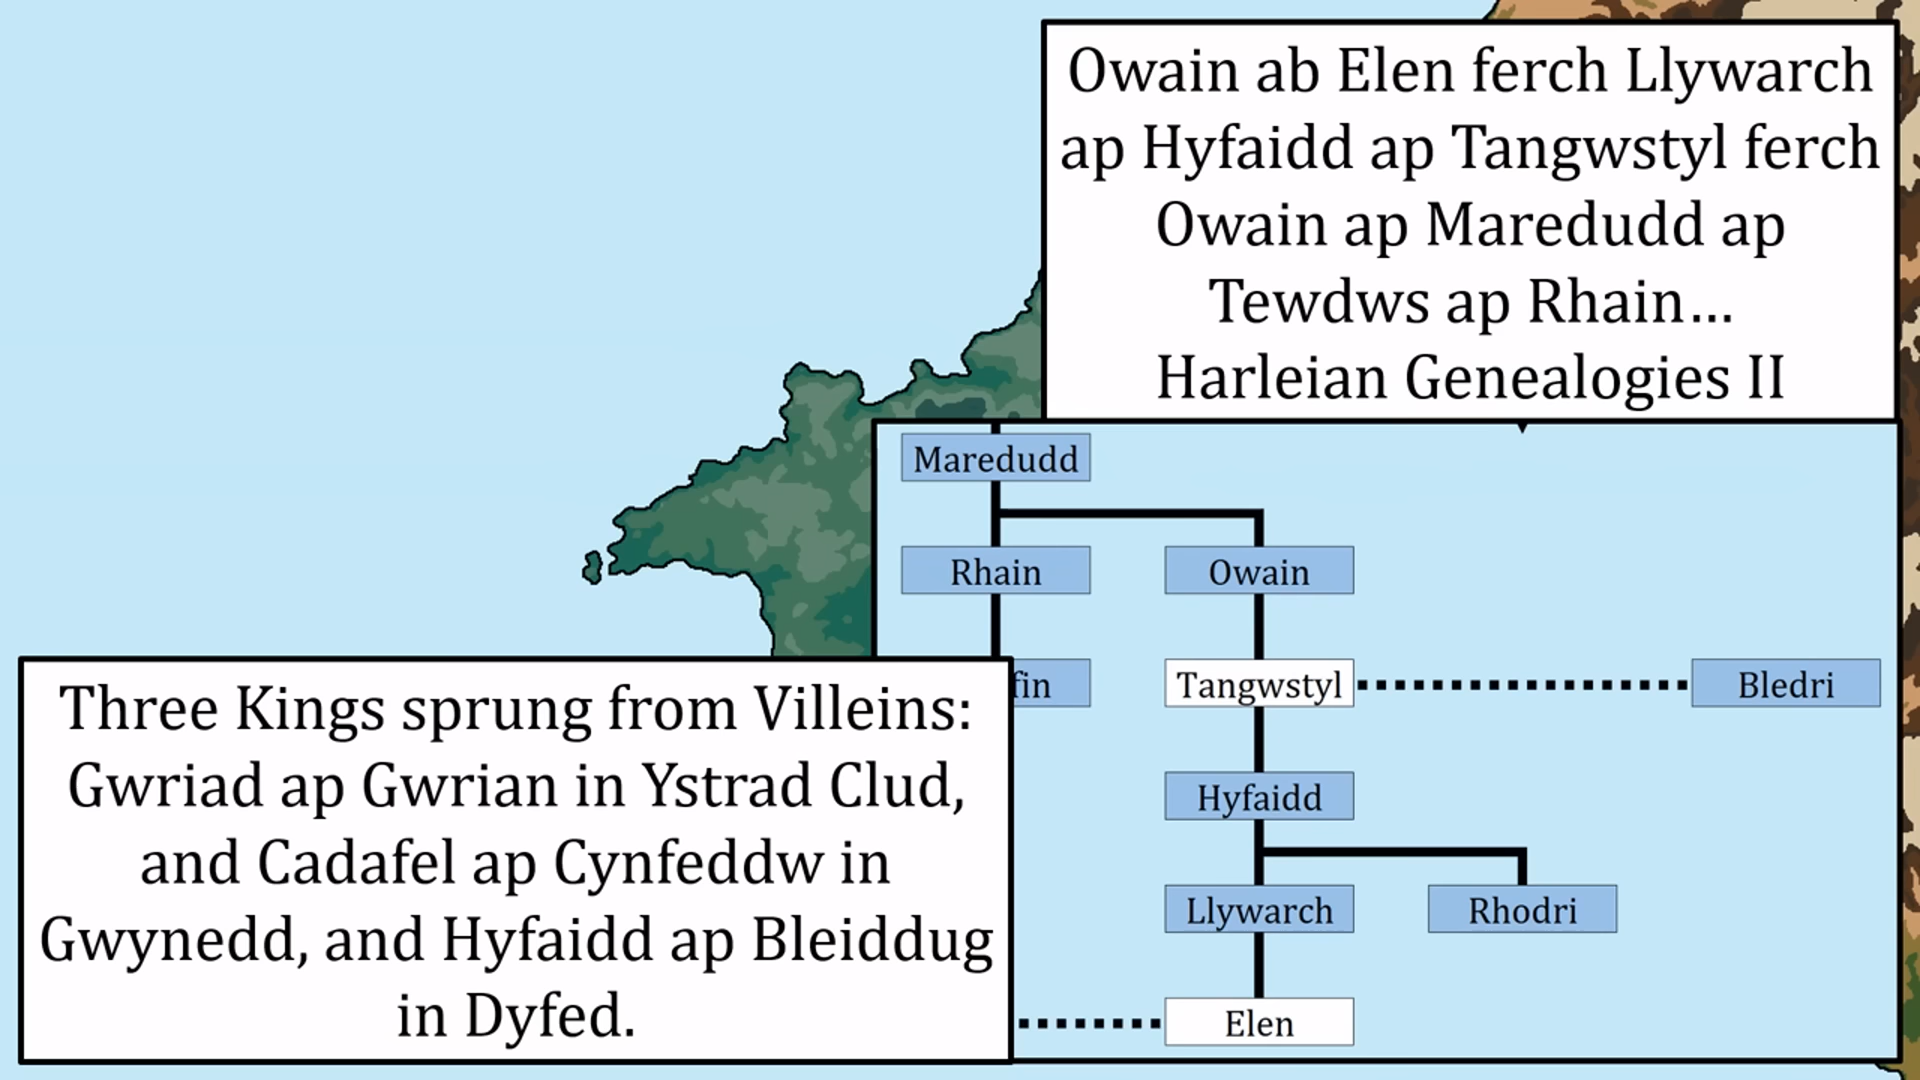 Owain ab Elen ferch Llywarch
ap Hyfaidd ap Tangwstyl ferch
Owain ap Maredudd ap
Tewdws ap Rhain...
Harleian Genealogies II
Maredudd
Rhain
Owain
fin
Tangwstyl
Bledri
Hyfaidd
Llywarch
Rhodri
Elen
Three Kings sprung from Villeins:
Gwriad ap Gwrian in Ystrad Clud,
and Cadafel ap Cynfeddw in
Gwynedd, and Hyfaidd ap Bleiddug
in Dyfed.